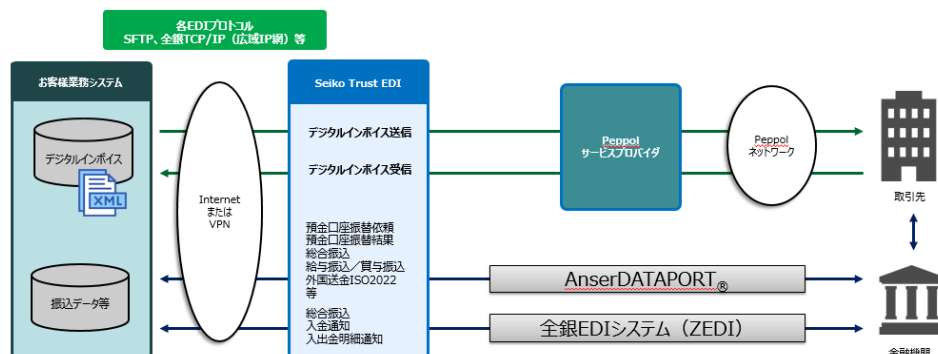 各EDIプロトコル
SFTP、全銀TCP/IP（広域IP網）等
お客様業務システム
デジタルインボイス
XML
振込データ等
Internet
または
VPN
Seiko Trust EDI
デジタルインボイス送信
デジタルインボイス受信
預金口座振替依頼
預金口座振替結果
総合振込
給与振込／賞与振込
外国送金ISO2022
等
総合振込
入金通知
入出金明細通知
Peppol
サービスプロバイダ
Peppol
ネットワーク
AnserDATAPORT®
全銀EDIシステム（ZEDI）
取引先
金融機関